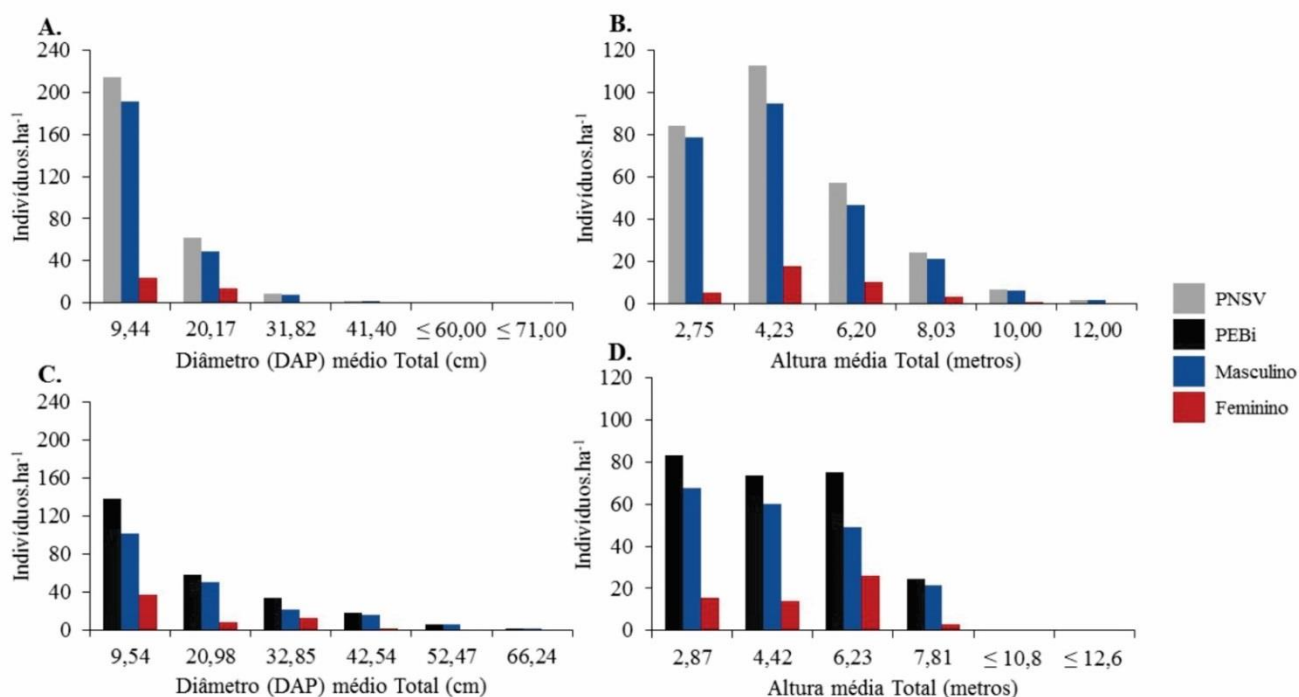 A.
240
200
160
120
80
40
0
Indivíduos.ha⁻¹
9,44 20,17 31,82 41,40 ≤ 60,00 ≤ 71,00
Diâmetro (DAP) médio Total (cm)
B.
120
100
80
60
40
20
0
Indivíduos.ha⁻¹
2,75 4,23 6,20 8,03 10,00 12,00
Altura média Total (metros)
PNSV
PEBi
Masculino
Feminino
C.
240
200
160
120
80
40
0
Indivíduos.ha⁻¹
9,54 20,98 32,85 42,54 52,47 66,24
Diâmetro (DAP) médio Total (cm)
D.
120
100
80
60
40
20
0
Indivíduos.ha⁻¹
2,87 4,42 6,23 7,81 ≤ 10,8 ≤ 12,6
Altura média Total (metros)